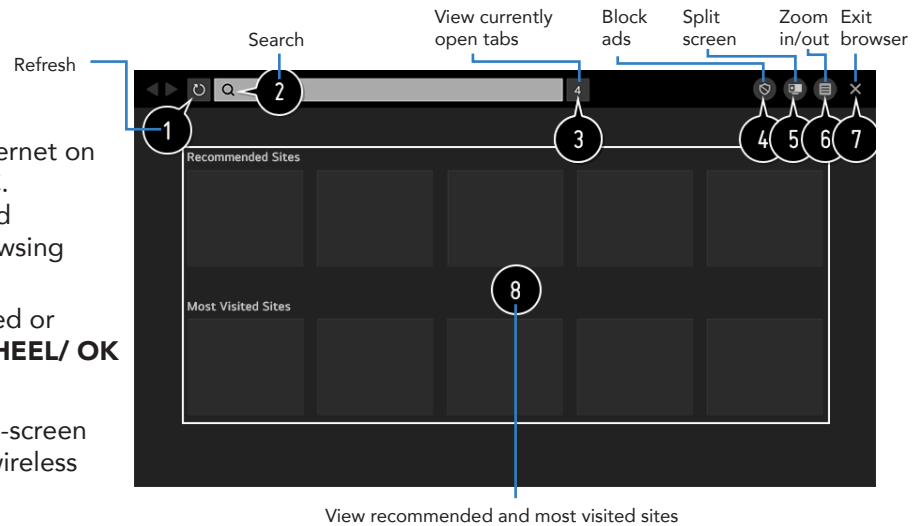 View currently
open tabs
Block
ads
Split
screen
Zoom
in/out
Exit
browser
Search
Refresh
4
1
2
3
4
5
6
7
ernet on
d
wsing
ed or
HEEL/ OK
-screen
wireless
Recommended Sites
8
Most Visited Sites
View recommended and most visited sites